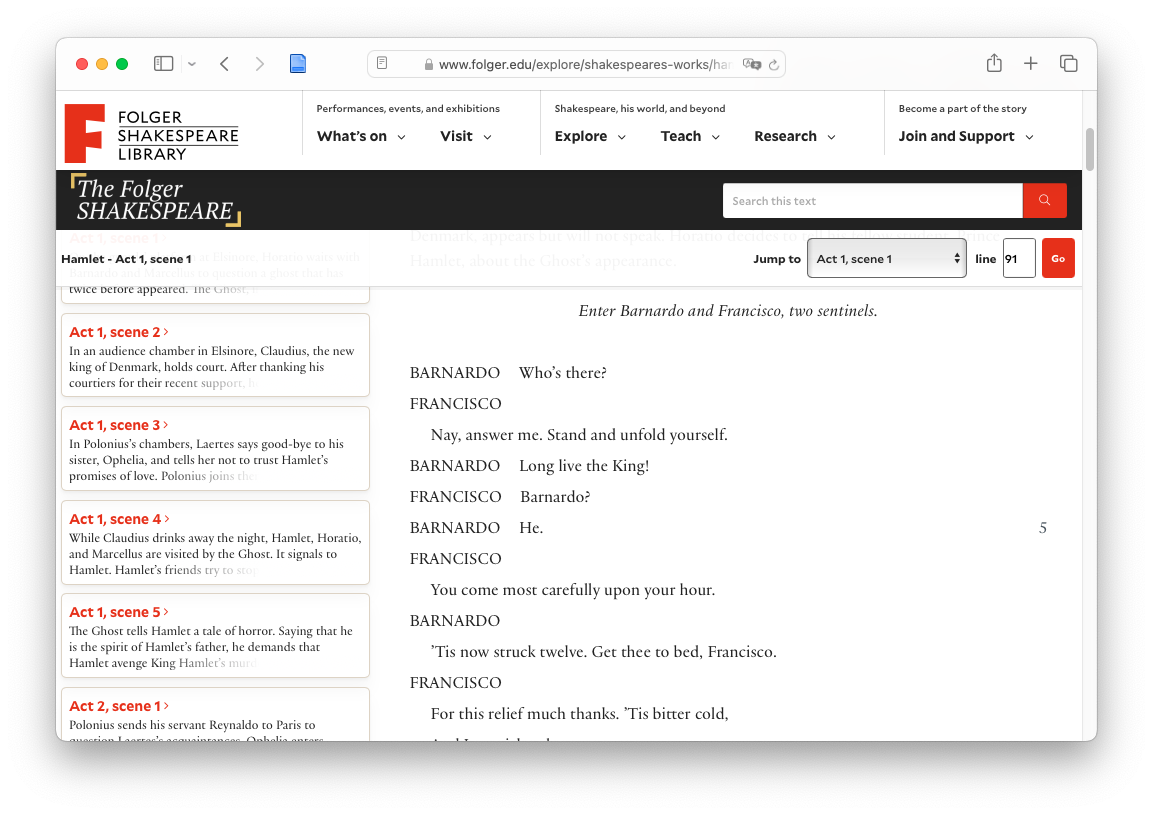 www.folger.edu/explore/shakespeares-works/har
FOLGER
SHAKESPEARE
LIBRARY
Performances, events, and exhibitions
What's on
Visit
Shakespeare, his world, and beyond
Explore
Teach
Research
Become a part of the story
Join and Support
The Folger
SHAKESPEARE
Search this text
Hamlet - Act 1, scene 1
Jump to
Act 1, scene 1
line
91
Go
Act 1, scene 1
at Elsinore, Horatio waits with
Barnardo and Marcellus to question a ghost that has
twice before appeared. The Ghost,
Act 1, scene 2 ›
In an audience chamber in Elsinore, Claudius, the new
king of Denmark, holds court. After thanking his
courtiers for their recent support,
Act 1, scene 3 ›
In Polonius’s chambers, Laertes says good-bye to his
sister, Ophelia, and tells her not to trust Hamlet’s
promises of love. Polonius joins the
Act 1, scene 4 ›
While Claudius drinks away the night, Hamlet, Horatio,
and Marcellus are visited by the Ghost. It signals to
Hamlet. Hamlet’s friends try to stop
Act 1, scene 5 ›
The Ghost tells Hamlet a tale of horror. Saying that he
is the spirit of Hamlet’s father, he demands that
Hamlet avenge King Hamlet’s murd
Act 2, scene 1 ›
Polonius sends his servant Reynaldo to Paris to
question Laertes’s acquaintances. Ophelia enters
Denmark, appears but will not speak. Horatio decides to tell his fellow student, Prince
Hamlet, about the Ghost’s appearance.
Enter Barnardo and Francisco, two sentinels.
BARNARDO Who’s there?
FRANCISCO
Nay, answer me. Stand and unfold yourself.
BARNARDO Long live the King!
FRANCISCO Barnardo?
BARNARDO He. 5
FRANCISCO
You come most carefully upon your hour.
BARNARDO
’Tis now struck twelve. Get thee to bed, Francisco.
FRANCISCO
For this relief much thanks. ’Tis bitter cold,